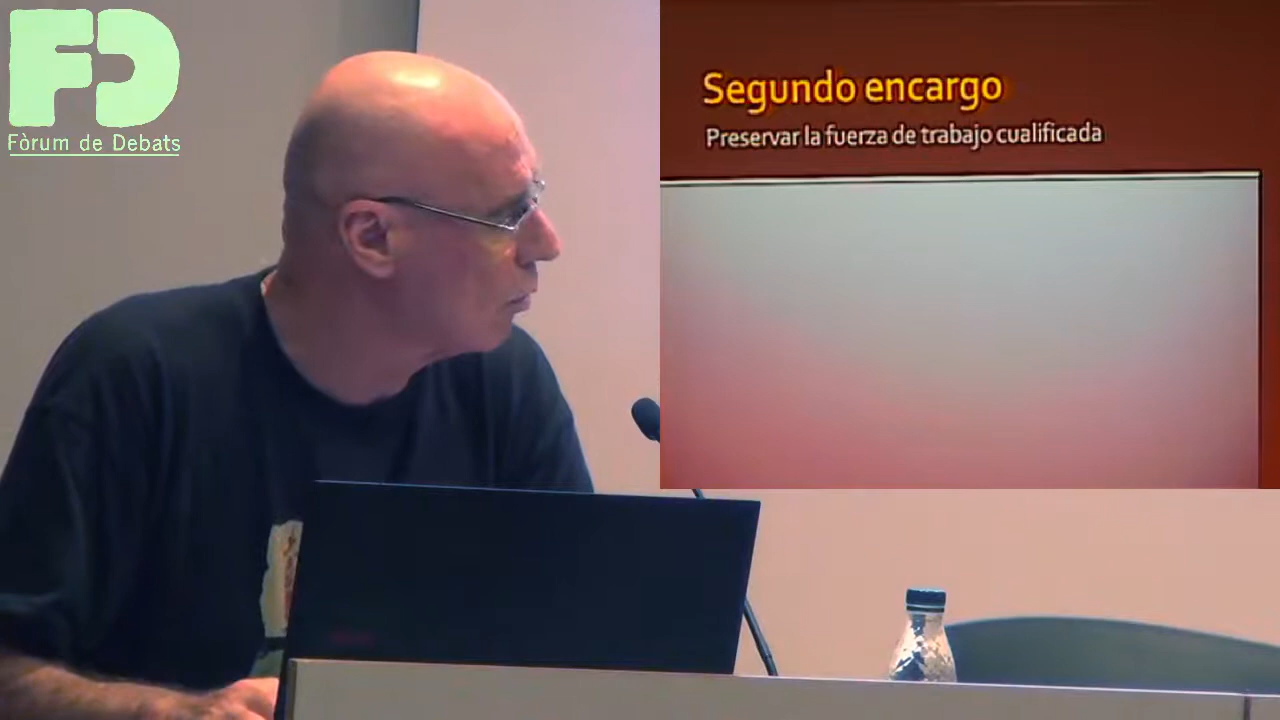 FD
Fòrum de Debats
Segundo encargo
Preservar la fuerza de trabajo cualificada